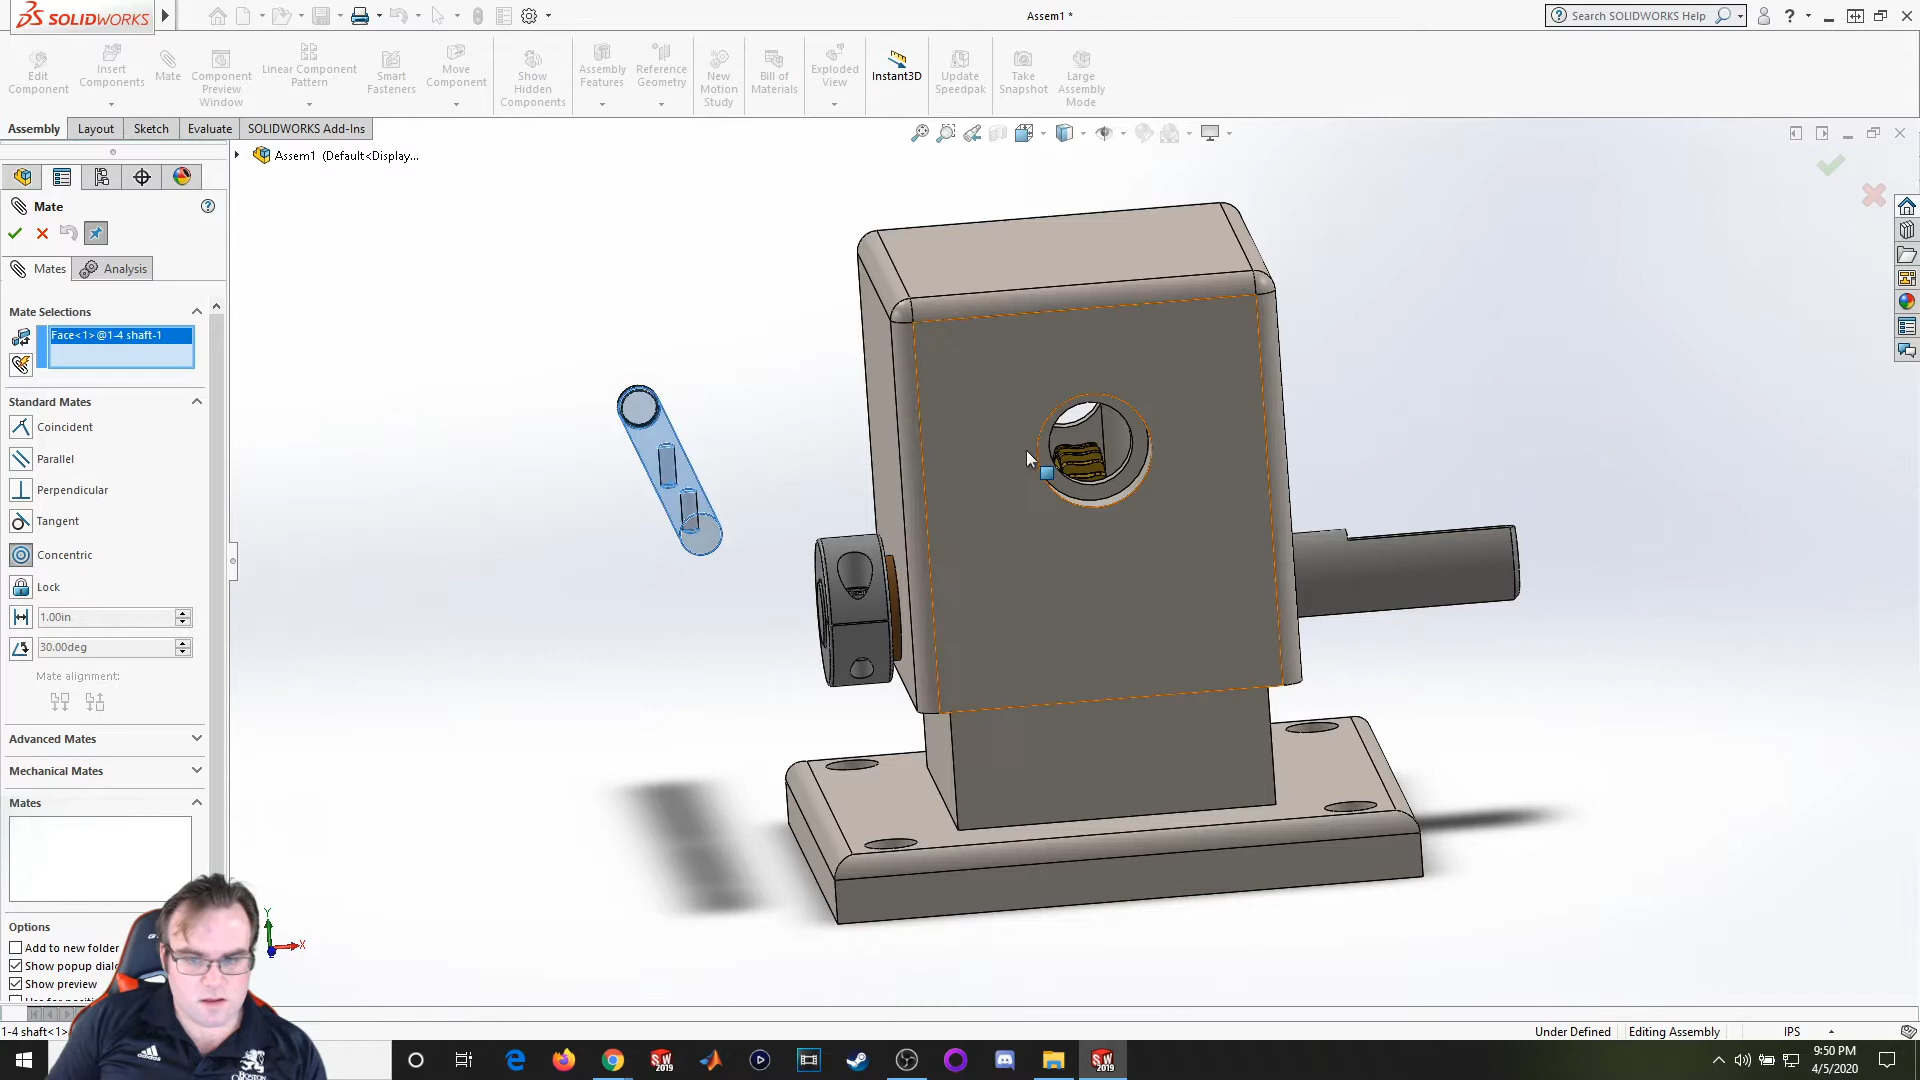 SOLIDWORKS
Assem1 *
Search SOLIDWORKS Help
Edit Component
Insert Components
Mate
Component Preview Window
Linear Component Pattern
Smart Fasteners
Move Component
Show Hidden Components
Assembly Features
Reference Geometry
New Motion Study
Bill of Materials
Exploded View
Instant3D
Update Speedpak
Take Snapshot
Large Assembly Mode
Assembly Layout Sketch Evaluate SOLIDWORKS Add-Ins
Assem1 (Default<Display...
Mate
Mates Analysis
Mate Selections
Face<1>@1-4 shaft-1
Standard Mates
Coincident
Parallel
Perpendicular
Tangent
Concentric
Lock
1.00in
30.00deg
Mate alignment:
Advanced Mates
Mechanical Mates
Mates
Options
Add to new folder
Show popup dialo
Show preview
Y
X
1-4 shaft<1>
Under Defined Editing Assembly IPS
SW 2019
SW 2019
9:50 PM
4/5/2020